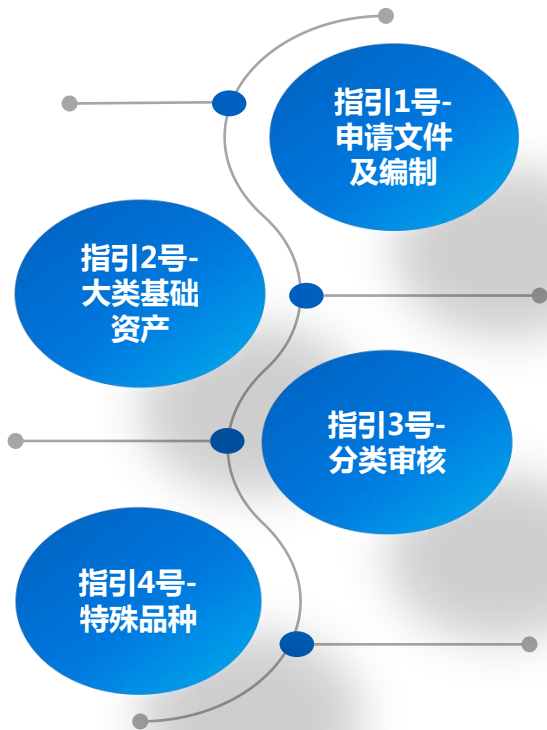 指引1号-
申请文件
及编制
指引2号-
大类基础
资产
指引3号-
分类审核
指引4号-
特殊品种